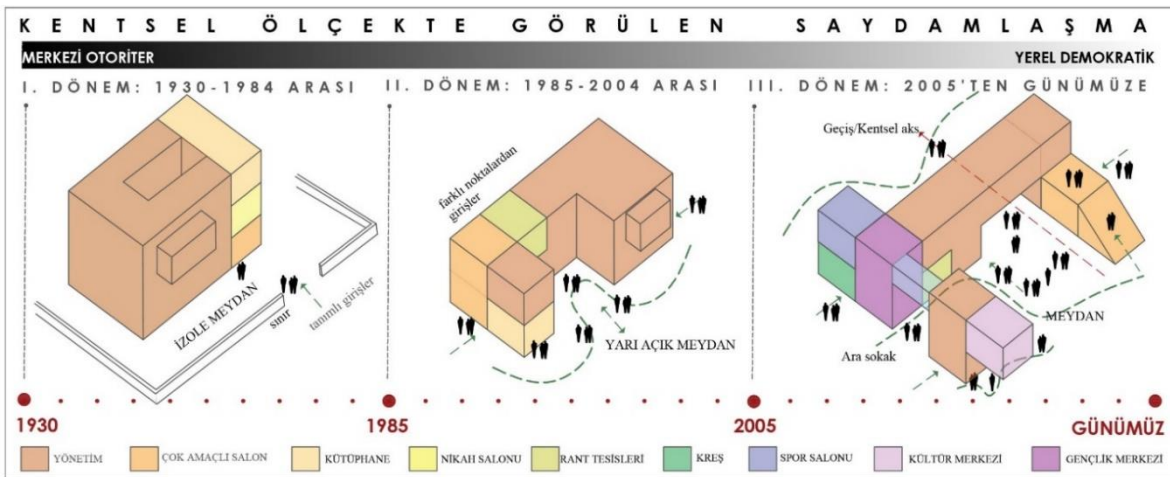 KENTSEL ÖLÇEKTE GÖRÜLEN SAYDAMLAŞMA
MERKEZİ OTORİTER
YEREL DEMOKRATİK
I. DÖNEM: 1930-1984 ARASI
II. DÖNEM: 1985-2004 ARASI
III. DÖNEM: 2005'TEN GÜNÜMÜZE
İZOLE MEYDAN
sınır
tanımlı girişler
farklı noktalardan
girişler
YARI AÇIK MEYDAN
Geçiş/Kentsel aks
MEYDAN
Ara sokak
1930
1985
2005
GÜNÜMÜZ
YÖNETİM
ÇOK AMAÇLI SALON
KÜTÜPHANE
NİKAH SALONU
RANT TESİSLERİ
KREŞ
SPOR SALONU
KÜLTÜR MERKEZİ
GENÇLİK MERKEZİ